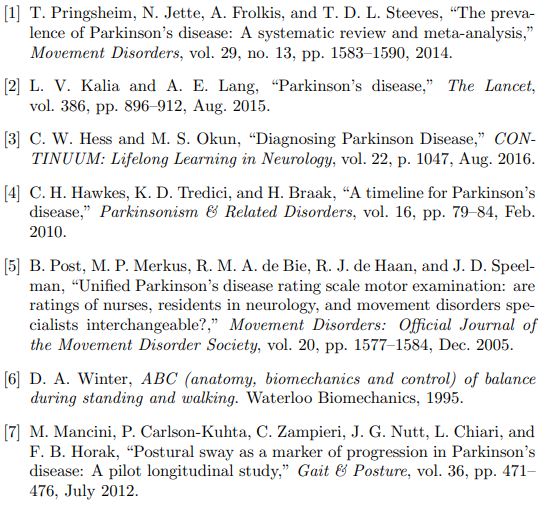 [1] T. Pringsheim, N. Jette, A. Frolkis, and T. D. L. Steeves, “The preva-
lence of Parkinson’s disease: A systematic review and meta-analysis,”
Movement Disorders, vol. 29, no. 13, pp. 1583–1590, 2014.
[2] L. V. Kalia and A. E. Lang, “Parkinson’s disease,” The Lancet,
vol. 386, pp. 896–912, Aug. 2015.
[3] C. W. Hess and M. S. Okun, “Diagnosing Parkinson Disease,” CON-
TINUUM: Lifelong Learning in Neurology, vol. 22, p. 1047, Aug. 2016.
[4] C. H. Hawkes, K. D. Tredici, and H. Braak, “A timeline for Parkinson’s
disease,” Parkinsonism & Related Disorders, vol. 16, pp. 79–84, Feb.
2010.
[5] B. Post, M. P. Merkus, R. M. A. de Bie, R. J. de Haan, and J. D. Speel-
man, “Unified Parkinson’s disease rating scale motor examination: are
ratings of nurses, residents in neurology, and movement disorders spe-
cialists interchangeable?,” Movement Disorders: Official Journal of
the Movement Disorder Society, vol. 20, pp. 1577–1584, Dec. 2005.
[6] D. A. Winter, ABC (anatomy, biomechanics and control) of balance
during standing and walking. Waterloo Biomechanics, 1995.
[7] M. Mancini, P. Carlson-Kuhta, C. Zampieri, J. G. Nutt, L. Chiari, and
F. B. Horak, “Postural sway as a marker of progression in Parkinson’s
disease: A pilot longitudinal study,” Gait & Posture, vol. 36, pp. 471–
476, July 2012.